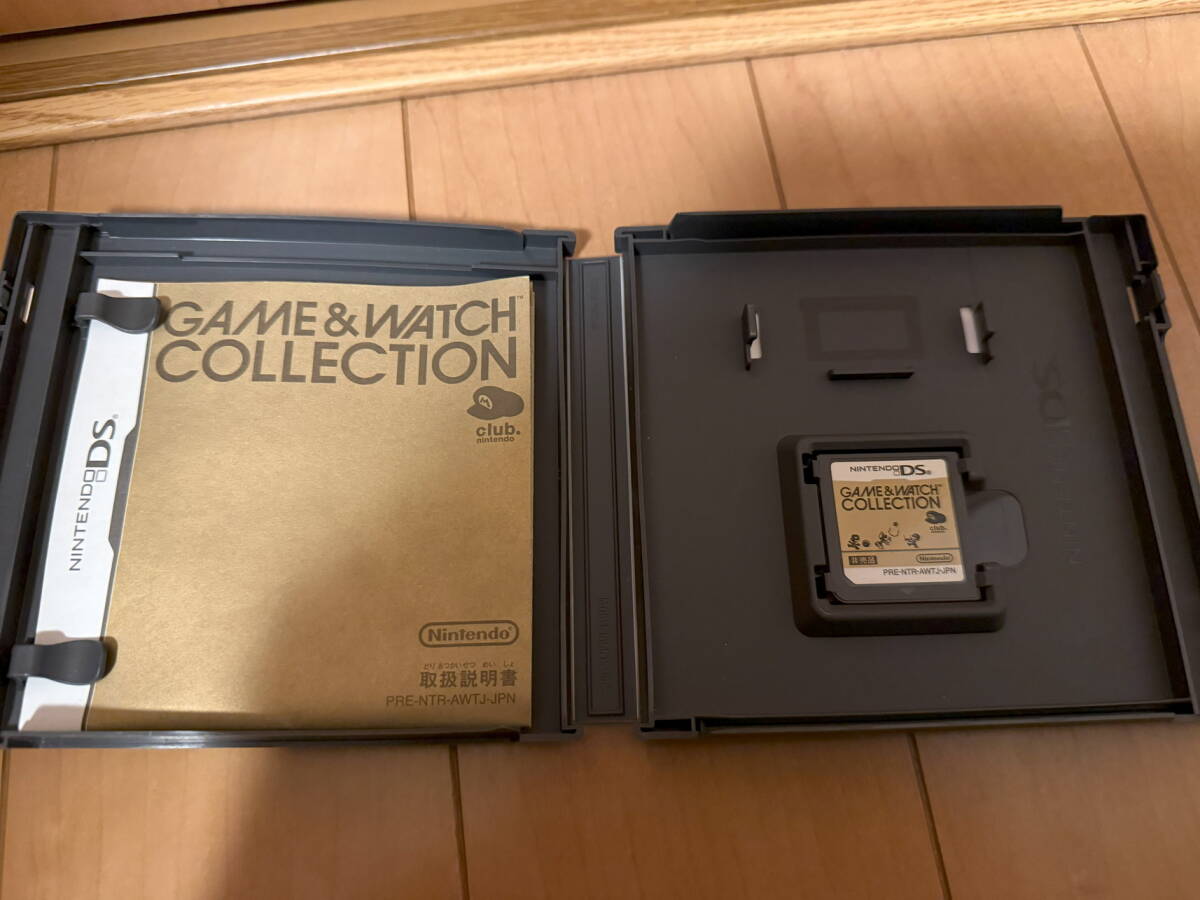 GAME & WATCH™
COLLECTION
M
club.
nintendo
NINTENDO DS®
Nintendo®
とりあつかいせつ めい しょ
取扱説明書
PRE-NTR-AWTJ-JPN
NINTENDO DS®
GAME & WATCH™
COLLECTION
club.
nintendo
非売品
Nintendo®
PRE-NTR-AWTJ-JPN